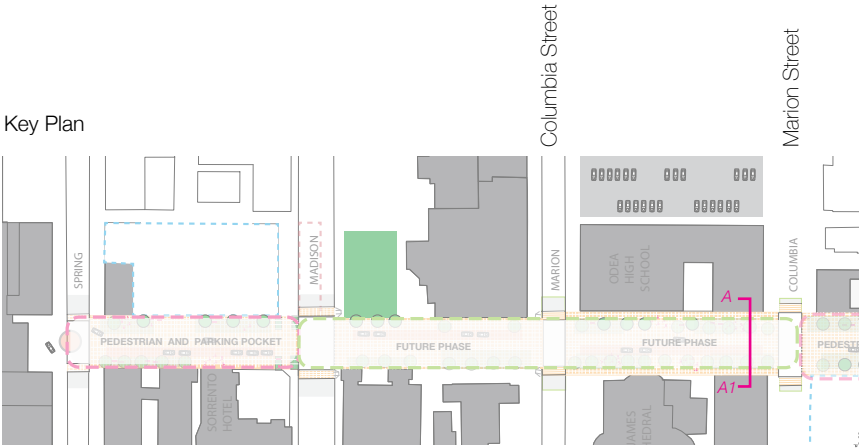 Columbia Street
Marion Street
Key Plan
SPRING
MADISON
MARION
COLUMBIA
ODEA
HIGH
SCHOOL
A
PEDESTRIAN AND PARKING POCKET
FUTURE PHASE
FUTURE PHASE
A1
SORRENTO
HOTEL